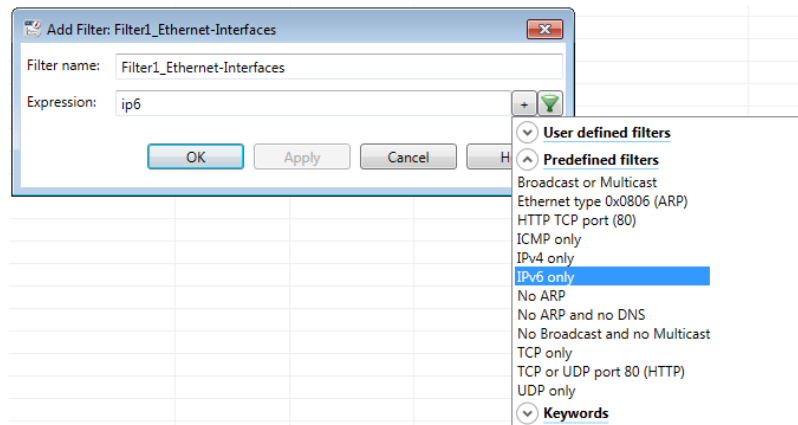 Add Filter: Filter1_Ethernet-Interfaces
Filter name: Filter1_Ethernet-Interfaces
Expression: ip6
+
OK Apply Cancel H
User defined filters
Predefined filters
Broadcast or Multicast
Ethernet type 0x0806 (ARP)
HTTP TCP port (80)
ICMP only
IPv4 only
IPv6 only
No ARP
No ARP and no DNS
No Broadcast and no Multicast
TCP only
TCP or UDP port 80 (HTTP)
UDP only
Keywords